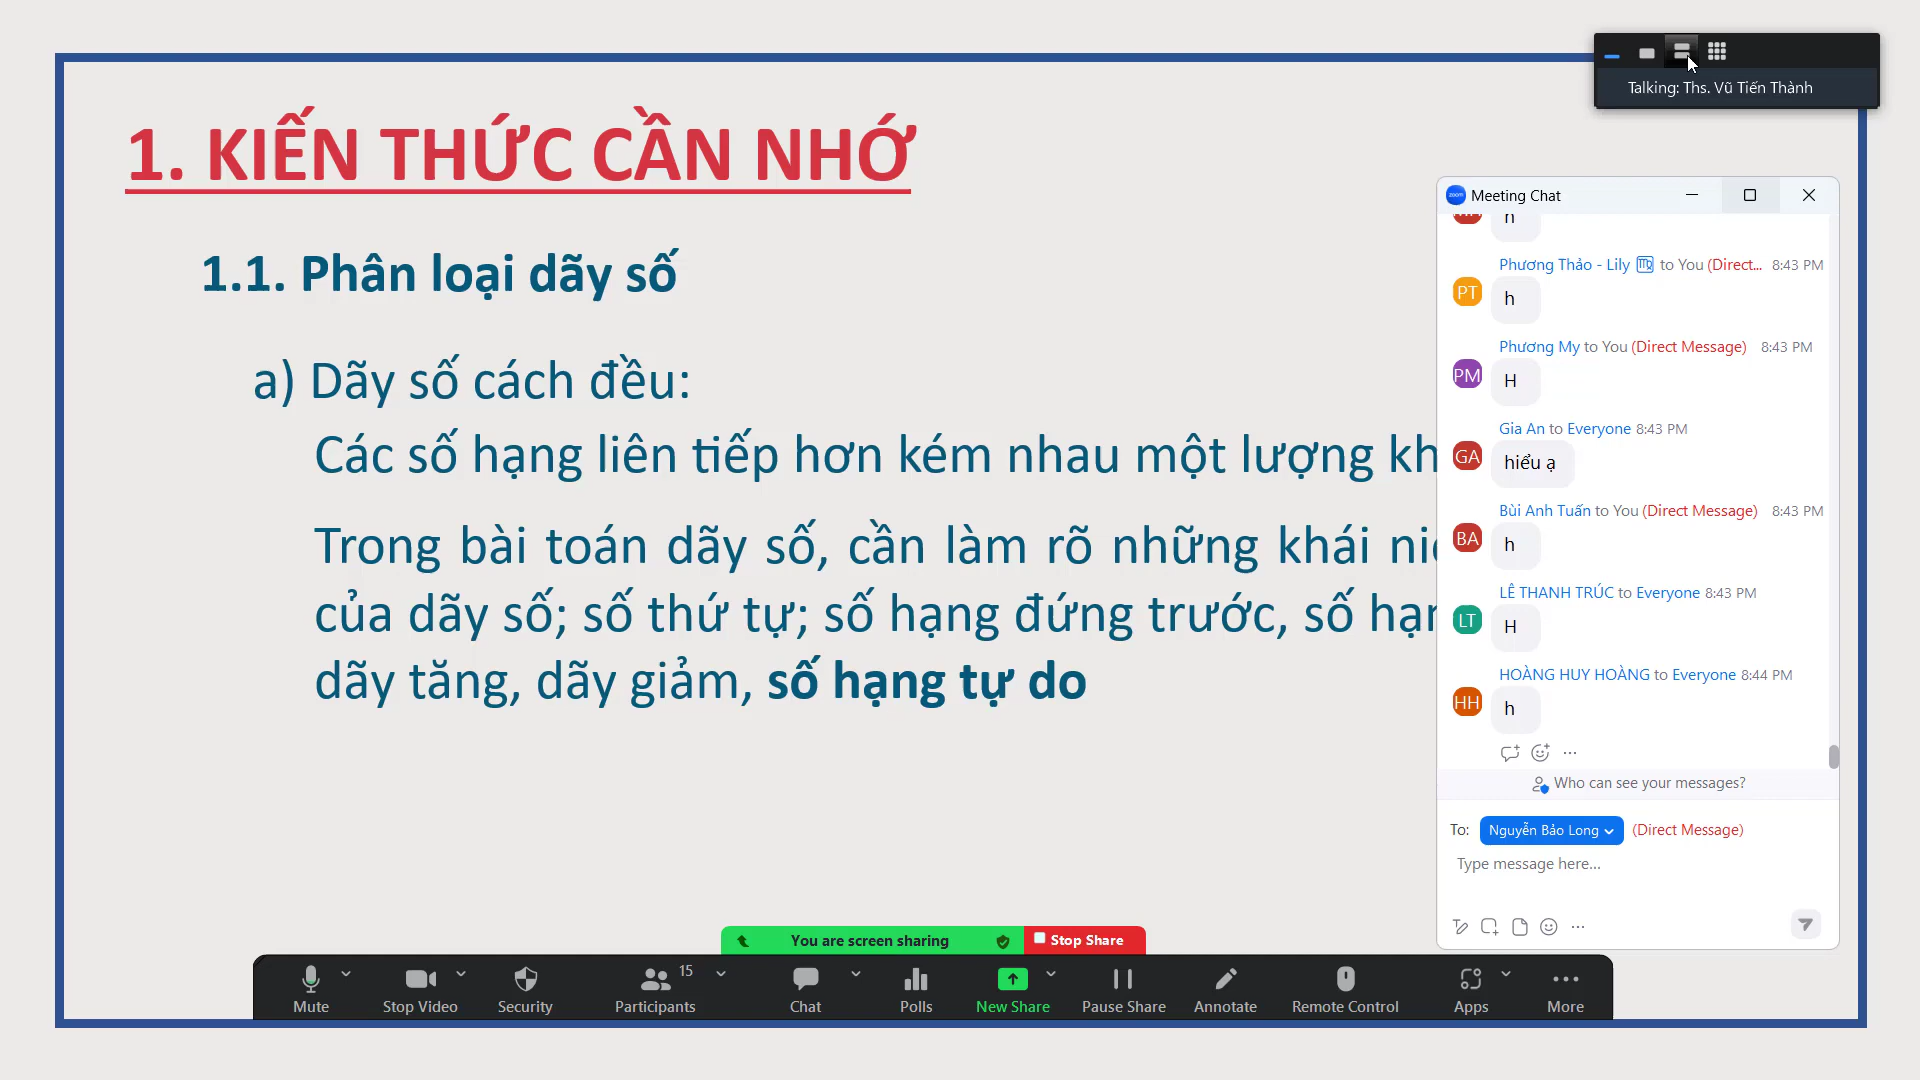 1. KIẾN THỨC CẦN NHỚ
1.1. Phân loại dãy số
a) Dãy số cách đều:
Các số hạng liên tiếp hơn kém nhau một lượng kh
Trong bài toán dãy số, cần làm rõ những khái ni
của dãy số; số thứ tự; số hạng đứng trước, số hạn
dãy tăng, dãy giảm, số hạng tự do
Talking: Ths. Vũ Tiến Thành
zoom Meeting Chat
h
Phương Thảo - Lily ♍ to You (Direct... 8:43 PM
PT h
Phương My to You (Direct Message) 8:43 PM
PM H
Gia An to Everyone 8:43 PM
GA hiểu ạ
Bùi Anh Tuấn to You (Direct Message) 8:43 PM
BA h
LÊ THANH TRÚC to Everyone 8:43 PM
LT H
HOÀNG HUY HOÀNG to Everyone 8:44 PM
HH h
Who can see your messages?
To: Nguyễn Bảo Long (Direct Message)
Type message here...
You are screen sharing Stop Share
Mute Stop Video Security Participants 15 Chat Polls New Share Pause Share Annotate Remote Control Apps More